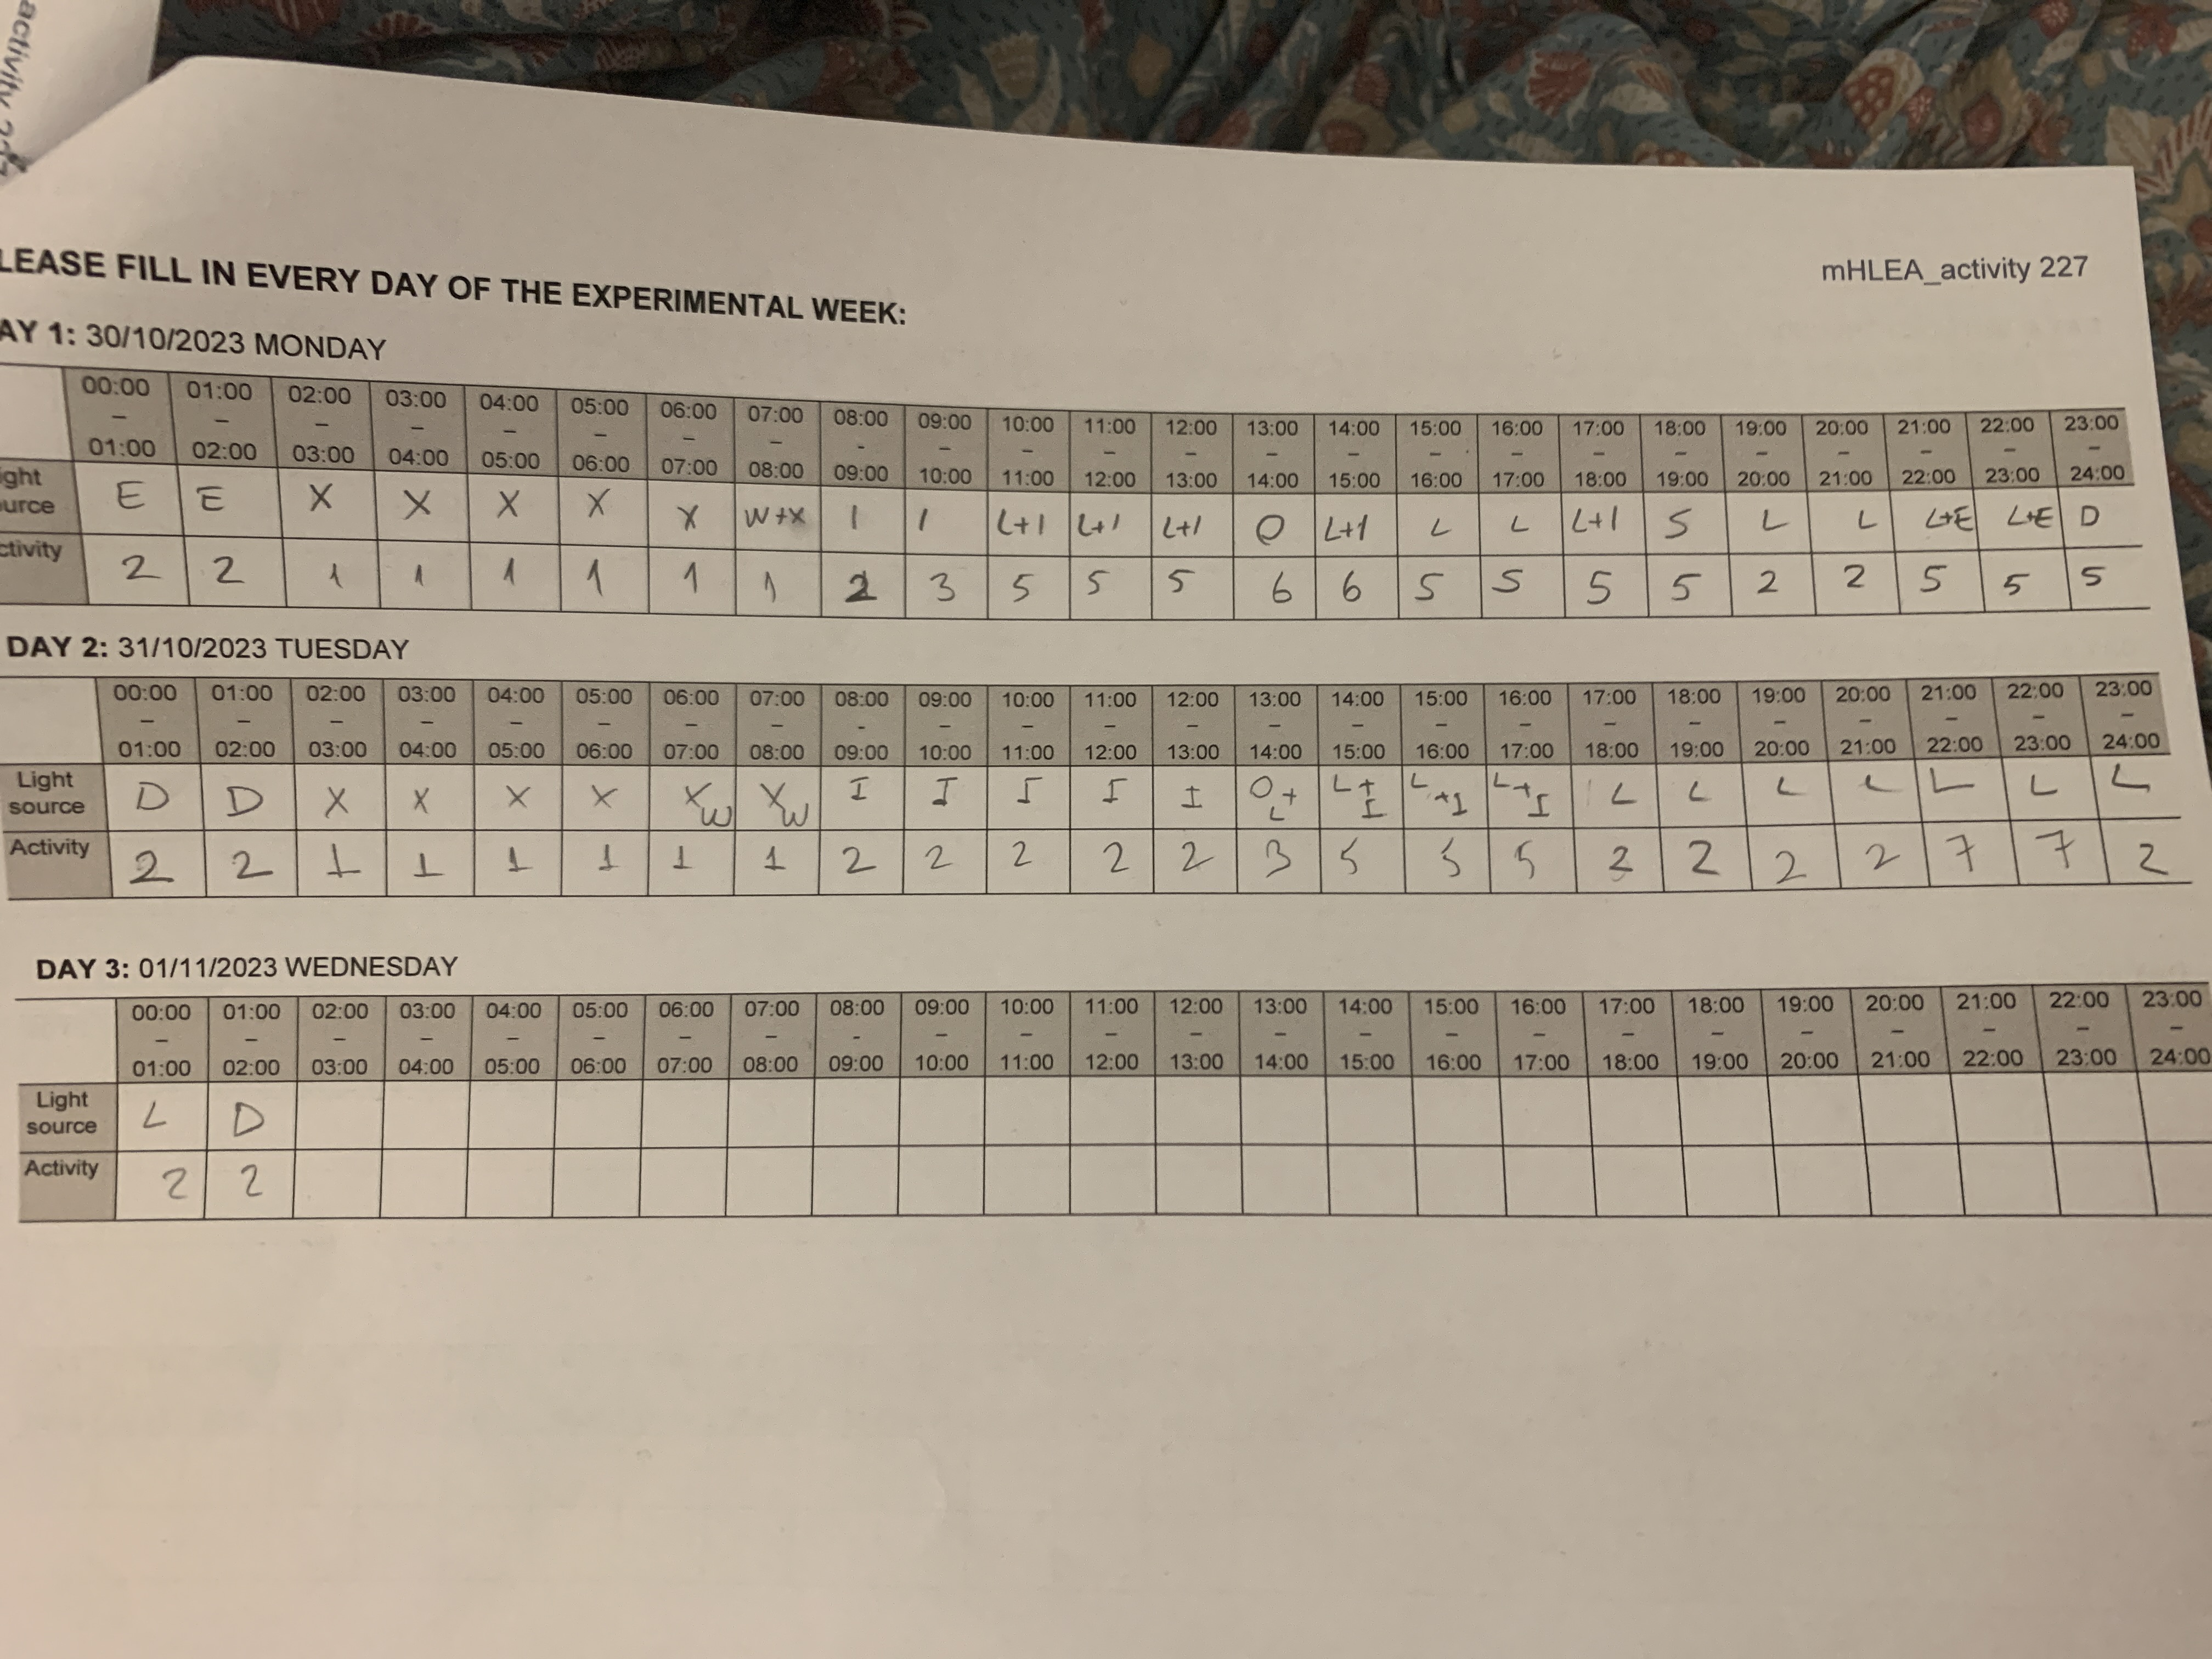 activity 22
LEASE FILL IN EVERY DAY OF THE EXPERIMENTAL WEEK:
mHLEA_activity 227
AY 1: 30/10/2023 MONDAY
00:00 01:00 02:00 03:00 04:00 05:00 06:00 07:00 08:00 09:00 10:00 11:00 12:00 13:00 14:00 15:00 16:00 17:00 18:00 19:00 20:00 21:00 22:00 23:00
– – – – – – – – - – – – – – – – – – – – – – – –
01:00 02:00 03:00 04:00 05:00 06:00 07:00 08:00 09:00 10:00 11:00 12:00 13:00 14:00 15:00 16:00 17:00 18:00 19:00 20:00 21:00 22:00 23:00 24:00
ight
urce E E X X X X X W+X I I L+I L+I L+I O L+I L L L+I S L L L+E L+E D
ctivity 2 2 1 1 1 1 1 1 2 3 5 5 5 6 6 5 5 5 5 2 2 5 5 5
DAY 2: 31/10/2023 TUESDAY
00:00 01:00 02:00 03:00 04:00 05:00 06:00 07:00 08:00 09:00 10:00 11:00 12:00 13:00 14:00 15:00 16:00 17:00 18:00 19:00 20:00 21:00 22:00 23:00
– – – – – – – – - – – – – – – – – – – – – – – –
01:00 02:00 03:00 04:00 05:00 06:00 07:00 08:00 09:00 10:00 11:00 12:00 13:00 14:00 15:00 16:00 17:00 18:00 19:00 20:00 21:00 22:00 23:00 24:00
Light
source D D X X X X XW XW I I I I I O+L L+I L+I L+I L L L L L L L
Activity 2 2 1 1 1 1 1 1 2 2 2 2 2 3 5 5 5 2 2 2 2 7 7 2
DAY 3: 01/11/2023 WEDNESDAY
00:00 01:00 02:00 03:00 04:00 05:00 06:00 07:00 08:00 09:00 10:00 11:00 12:00 13:00 14:00 15:00 16:00 17:00 18:00 19:00 20:00 21:00 22:00 23:00
– – – – – – – – - – – – – – – – – – – – – – – –
01:00 02:00 03:00 04:00 05:00 06:00 07:00 08:00 09:00 10:00 11:00 12:00 13:00 14:00 15:00 16:00 17:00 18:00 19:00 20:00 21:00 22:00 23:00 24:00
Light
source L D
Activity 2 2